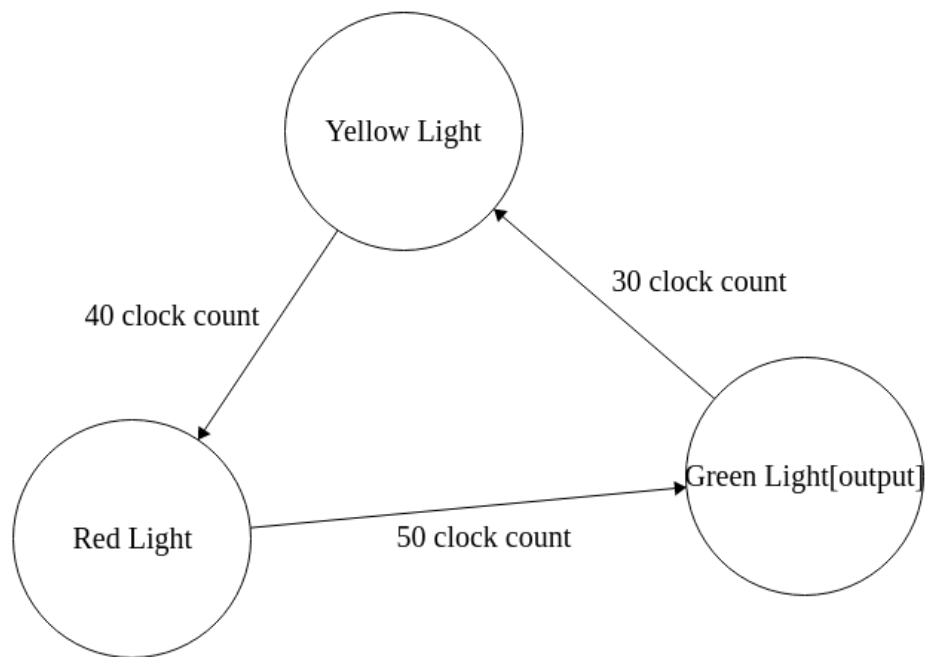 Yellow Light
30 clock count
40 clock count
Green Light[output]
Red Light
50 clock count